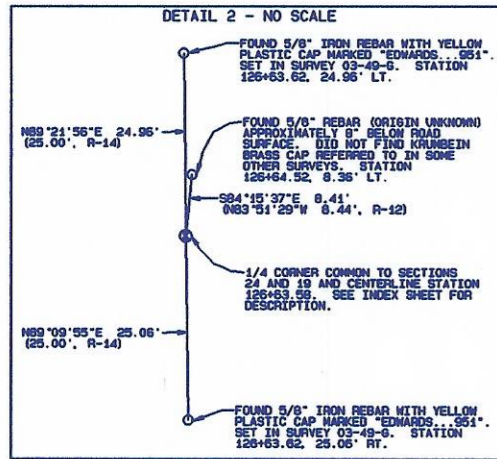 DETAIL 2 - NO SCALE
FOUND 5/8" IRON REBAR WITH YELLOW
PLASTIC CAP MARKED "EDWARDS...951".
SET IN SURVEY 03-49-G. STATION
126+63.62, 24.96' LT.
N89°21'56"E 24.96'
(25.00', R-14)
FOUND 5/8" REBAR (ORIGIN UNKNOWN)
APPROXIMATELY 8" BELOW ROAD
SURFACE. DID NOT FIND KRUMBEIN
BRASS CAP REFERRED TO IN SOME
OTHER SURVEYS. STATION
126+64.52, 8.36' LT.
S84°15'37"E 8.41'
(N83°51'29"W 8.44', R-12)
1/4 CORNER COMMON TO SECTIONS
24 AND 19 AND CENTERLINE STATION
126+63.58. SEE INDEX SHEET FOR
DESCRIPTION.
N89°09'55"E 25.06'
(25.00', R-14)
FOUND 5/8" IRON REBAR WITH YELLOW
PLASTIC CAP MARKED "EDWARDS...951".
SET IN SURVEY 03-49-G. STATION
126+63.62, 25.06' RT.